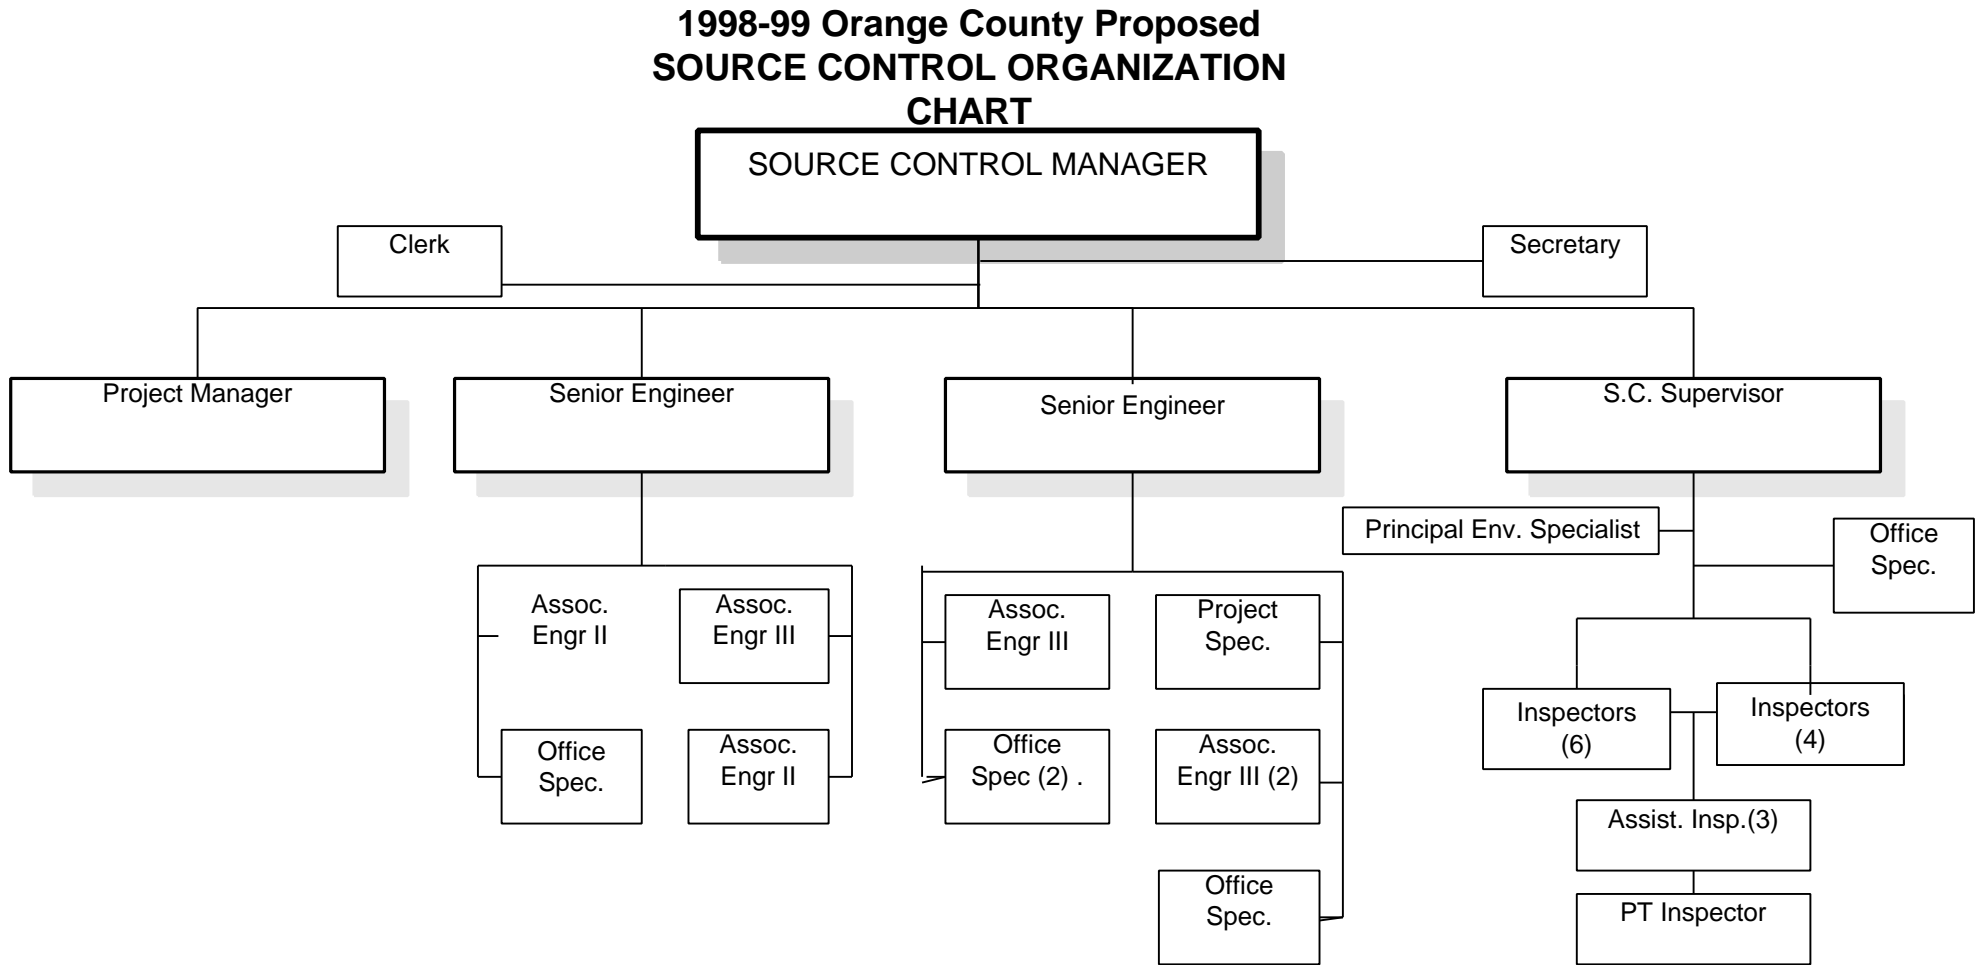 1998-99 Orange County Proposed
SOURCE CONTROL ORGANIZATION
CHART
SOURCE CONTROL MANAGER
Clerk
Secretary
Project Manager
Senior Engineer
Senior Engineer
S.C. Supervisor
Principal Env. Specialist
Office
Spec.
Assoc.
Engr II
Assoc.
Engr III
Assoc.
Engr III
Project
Spec.
Inspectors
(6)
Inspectors
(4)
Office
Spec.
Assoc.
Engr II
Office
Spec (2) .
Assoc.
Engr III (2)
Assist. Insp.(3)
Office
Spec.
PT Inspector